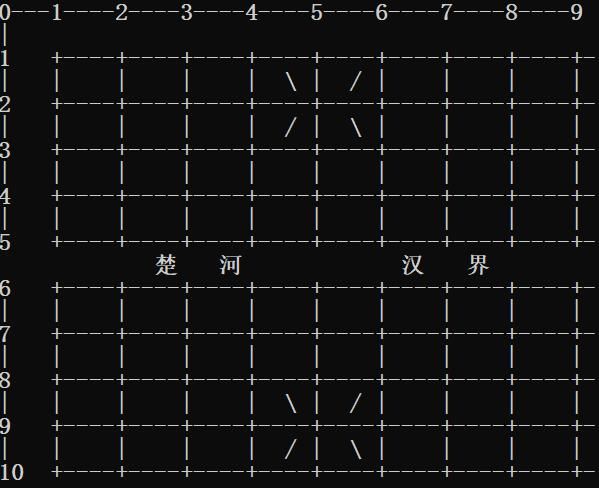 0---1----2----3----4----5----6----7----8----9
|
1   +----+----+----+----+----+----+----+----+-
|   |    |    |    |  \ |  / |    |    |    |
2   +----+----+----+----+----+----+----+----+-
|   |    |    |    |  / |  \ |    |    |    |
3   +----+----+----+----+----+----+----+----+-
|   |    |    |    |    |    |    |    |    |
4   +----+----+----+----+----+----+----+----+-
|   |    |    |    |    |    |    |    |    |
5   +----+----+----+----+----+----+----+----+-
楚 河 汉 界
6   +----+----+----+----+----+----+----+----+-
|   |    |    |    |    |    |    |    |    |
7   +----+----+----+----+----+----+----+----+-
|   |    |    |    |    |    |    |    |    |
8   +----+----+----+----+----+----+----+----+-
|   |    |    |    |  \ |  / |    |    |    |
9   +----+----+----+----+----+----+----+----+-
|   |    |    |    |  / |  \ |    |    |    |
10  +----+----+----+----+----+----+----+----+-